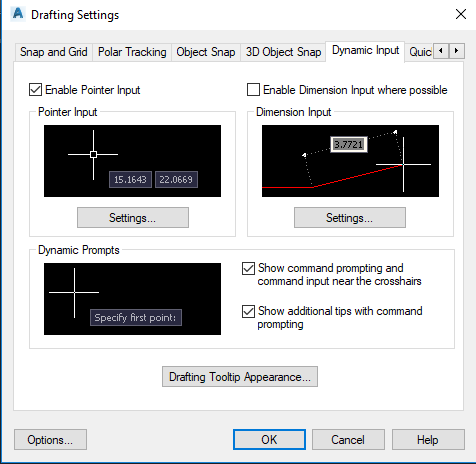 Drafting Settings
Snap and Grid
Polar Tracking
Object Snap
3D Object Snap
Dynamic Input
Quic
Enable Pointer Input
Enable Dimension Input where possible
Pointer Input
15.1643
22.0669
Settings...
Dimension Input
3.7721
Settings...
Dynamic Prompts
Specify first point:
Show command prompting and
command input near the crosshairs
Show additional tips with command
prompting
Drafting Tooltip Appearance...
Options...
OK
Cancel
Help